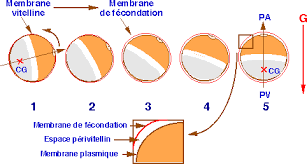 Membrane
vitelline
Membrane
de fécondation
PA
G
CG
CG
PV
1 2 3 4 5
Membrane de fécondation
Espace périvitellin
Membrane plasmique